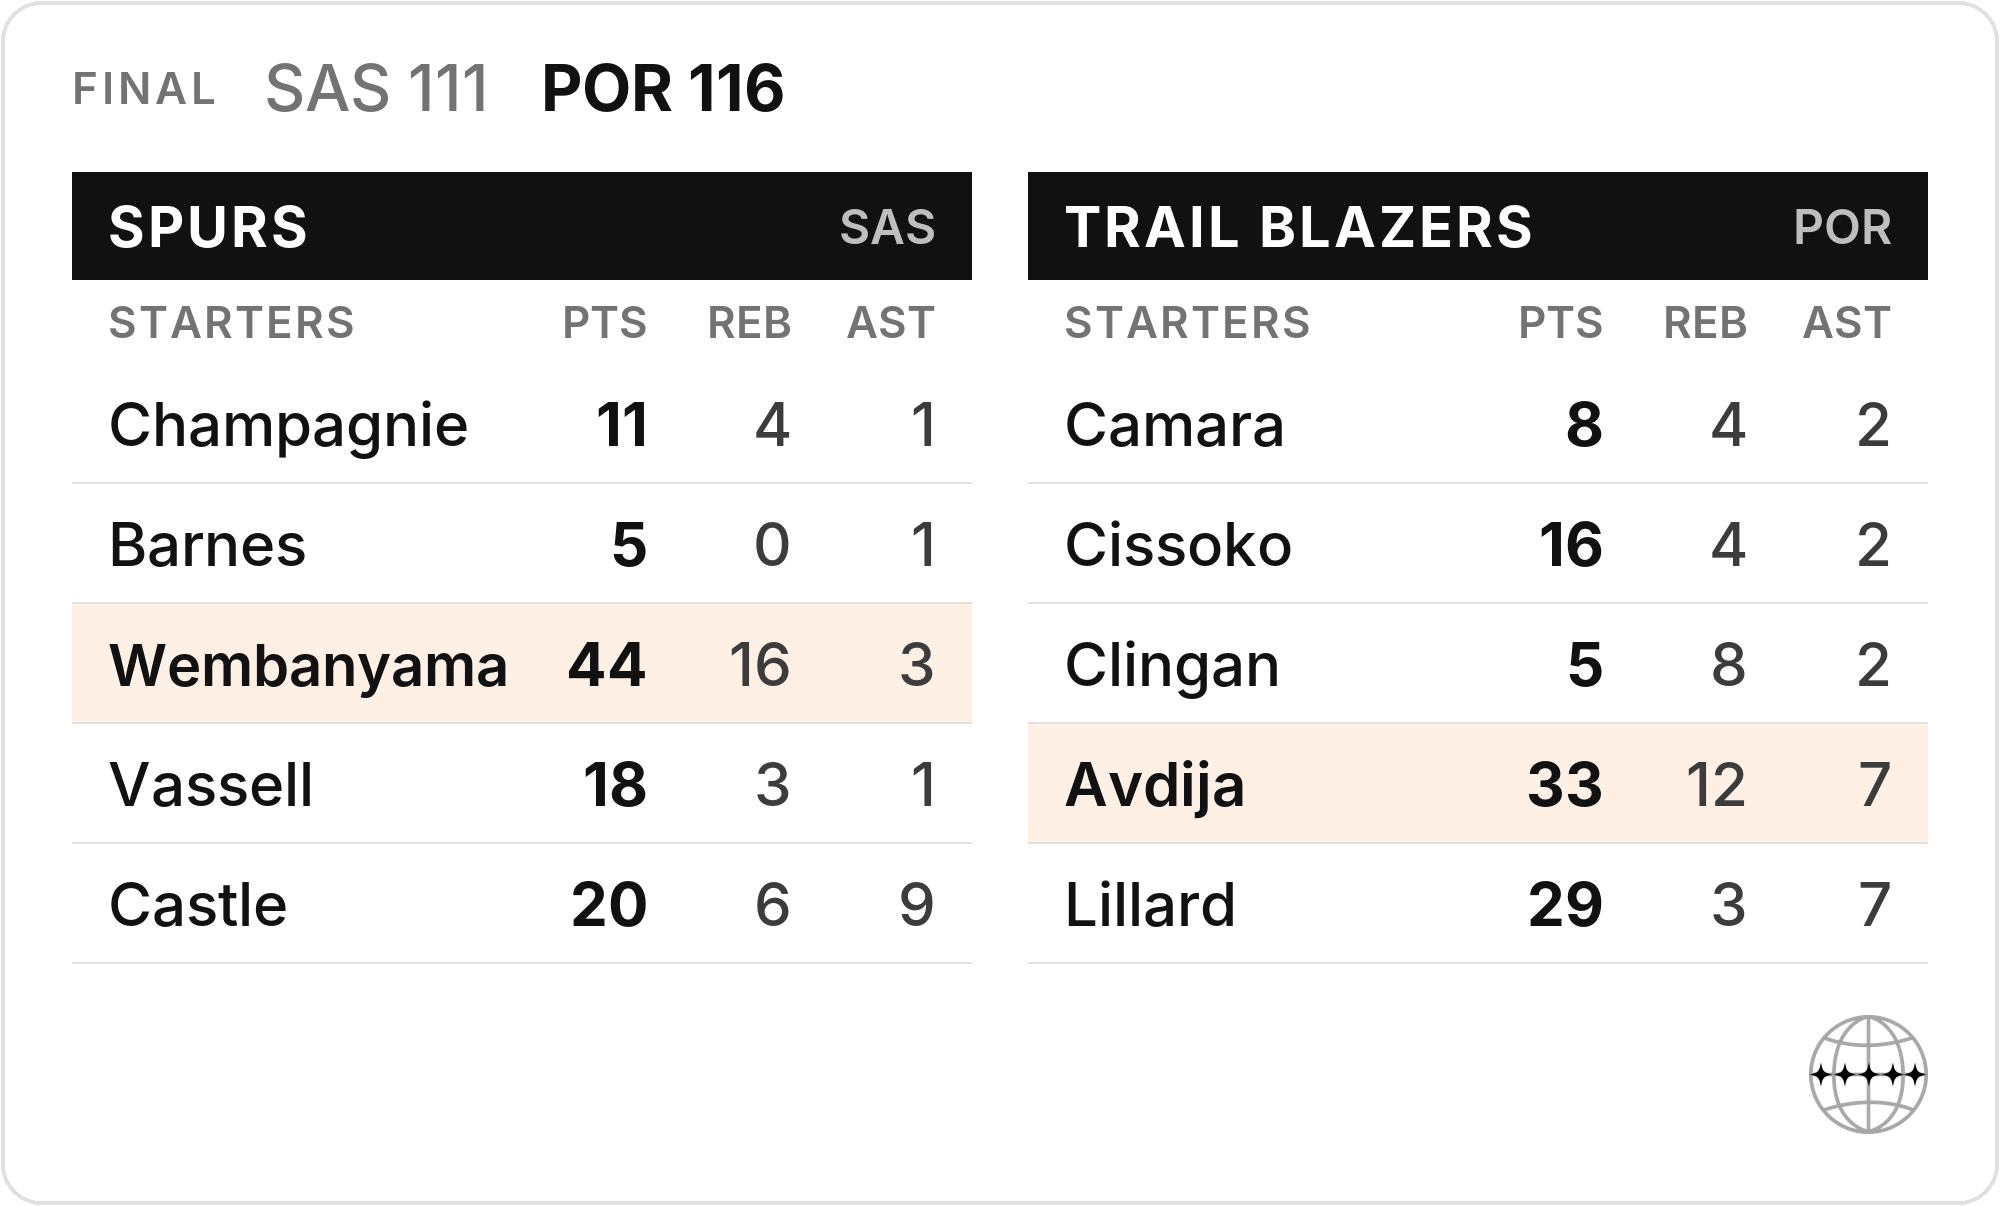 FINAL SAS 111 POR 116
SPURS SAS
STARTERS PTS REB AST
Champagnie 11 4 1
Barnes 5 0 1
Wembanyama 44 16 3
Vassell 18 3 1
Castle 20 6 9
TRAIL BLAZERS POR
STARTERS PTS REB AST
Camara 8 4 2
Cissoko 16 4 2
Clingan 5 8 2
Avdija 33 12 7
Lillard 29 3 7